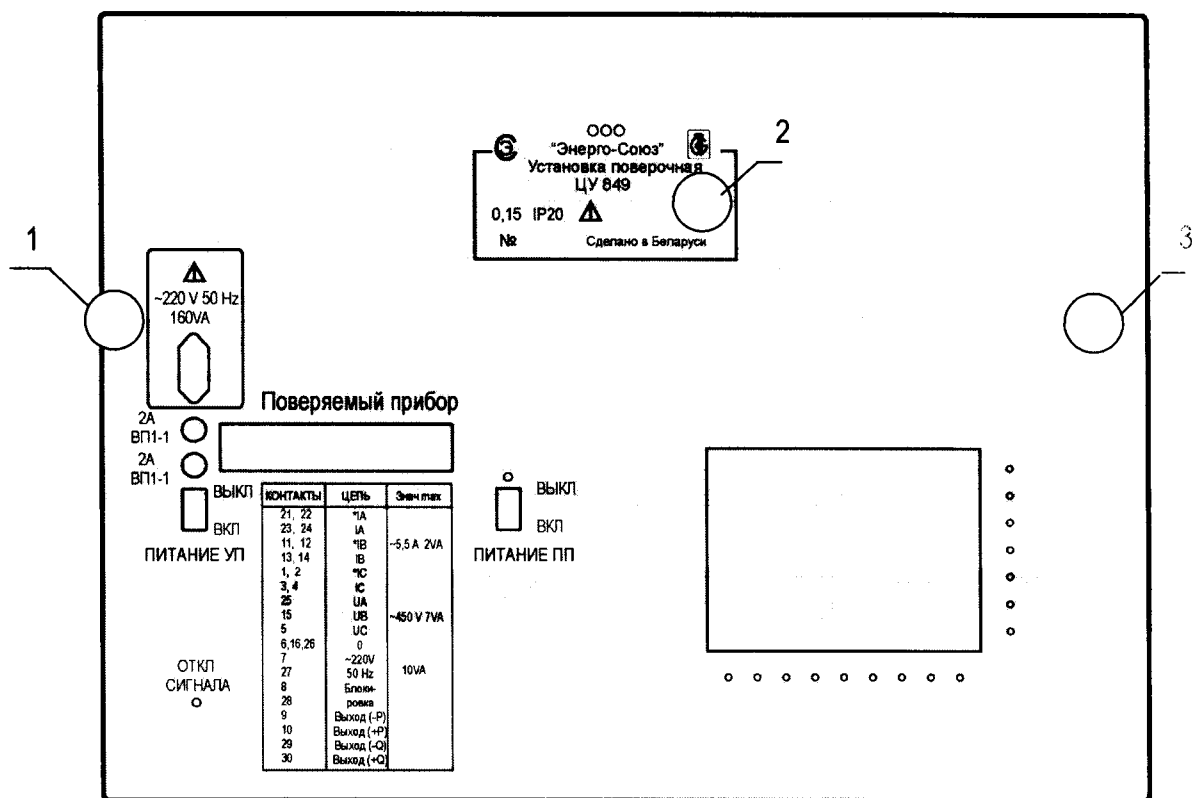 ООО
"Энерго-Союз"
Установка поверочная
ЦУ 849
0,15 IP20
№ Сделано в Беларуси
2
1
3
~220 V 50 Hz
160VA
2А
ВП1-1
2А
ВП1-1
ВЫКЛ
ВКЛ
ПИТАНИЕ УП
Поверяемый прибор
КОНТАКТЫ ЦЕПЬ Знач max
21, 22 *IA
23, 24 IA
11, 12 *IB ~5,5 A 2VA
13, 14 IB
1, 2 *IC
3, 4 IC
25 UA
15 UB ~450 V 7VA
5 UC
6,16,26 0
7 ~220V
27 50 Hz 10VA
8 Блоки-
28 ровка
9 Выход (-P)
10 Выход (+P)
29 Выход (-Q)
30 Выход (+Q)
ВЫКЛ
ВКЛ
ПИТАНИЕ ПП
ОТКЛ
СИГНАЛА